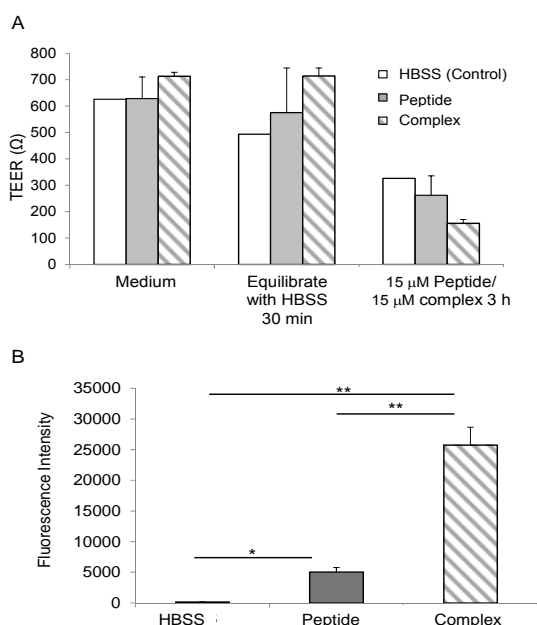 A
800
700
600
500
400
300
200
100
0
TEER (Ω)
HBSS (Control)
Peptide
Complex
Medium
Equilibrate
with HBSS
30 min
15 μM Peptide/
15 μM complex 3 h
B
35000
30000
25000
20000
15000
10000
5000
0
Fluorescence Intensity
**
**
*
HBSS
Peptide
Complex